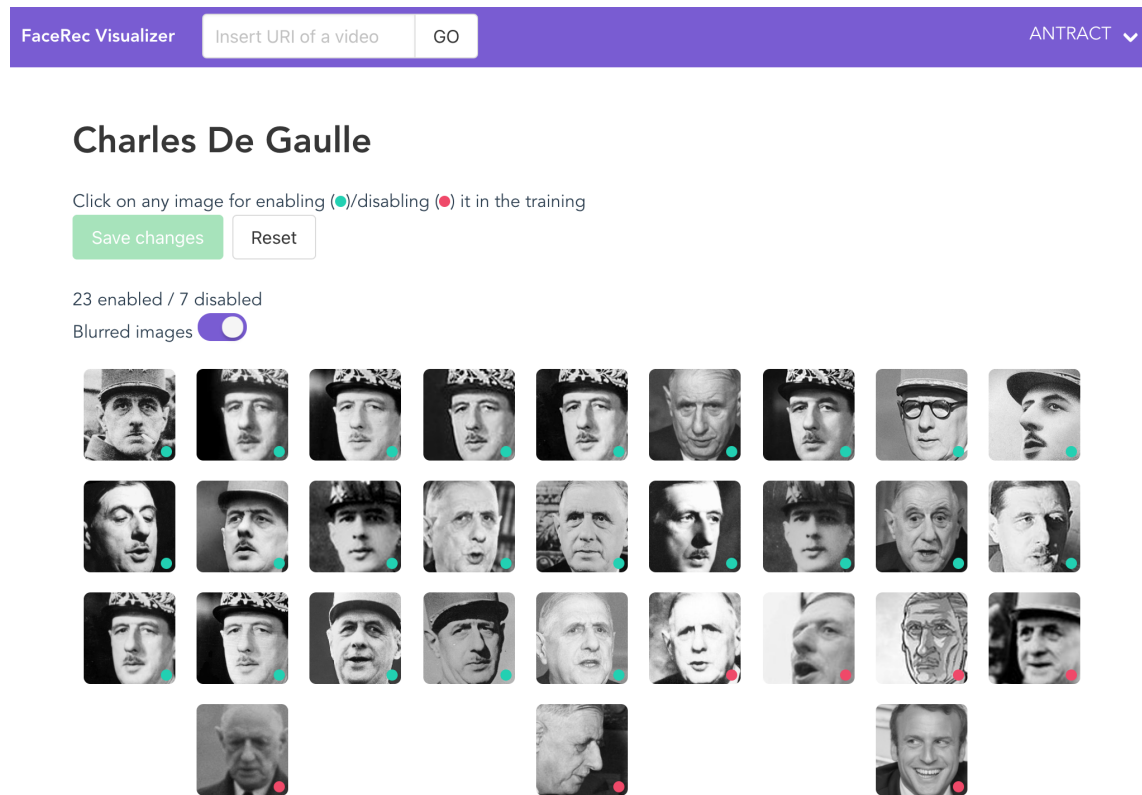 FaceRec Visualizer Insert URI of a video GO ANTRACT
Charles De Gaulle
Click on any image for enabling (●)/disabling (●) it in the training
Save changes Reset
23 enabled / 7 disabled
Blurred images